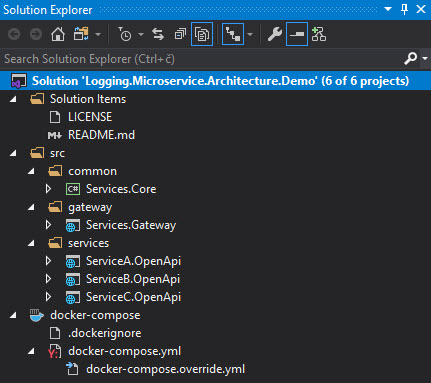 Solution Explorer
Search Solution Explorer (Ctrl+č)
Solution 'Logging.Microservice.Architecture.Demo' (6 of 6 projects)
Solution Items
LICENSE
README.md
src
common
C# Services.Core
gateway
Services.Gateway
services
ServiceA.OpenApi
ServiceB.OpenApi
ServiceC.OpenApi
docker-compose
.dockerignore
docker-compose.yml
docker-compose.override.yml